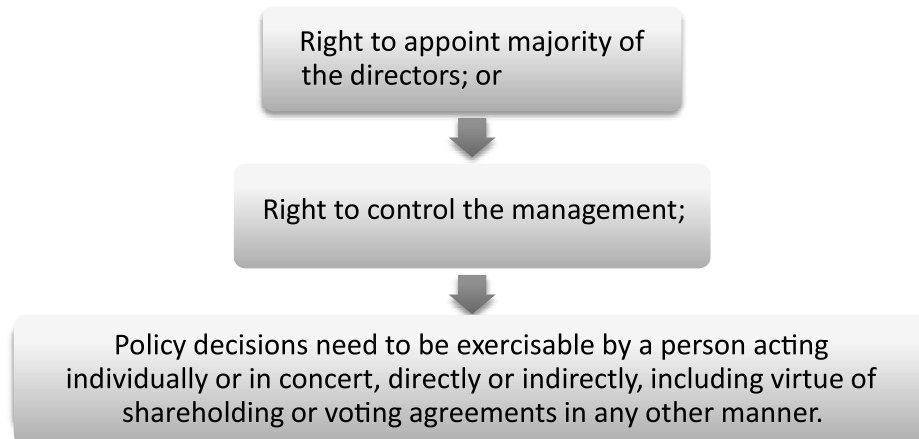 Right to appoint majority of
the directors; or
Right to control the management;
Policy decisions need to be exercisable by a person acting
individually or in concert, directly or indirectly, including virtue of
shareholding or voting agreements in any other manner.